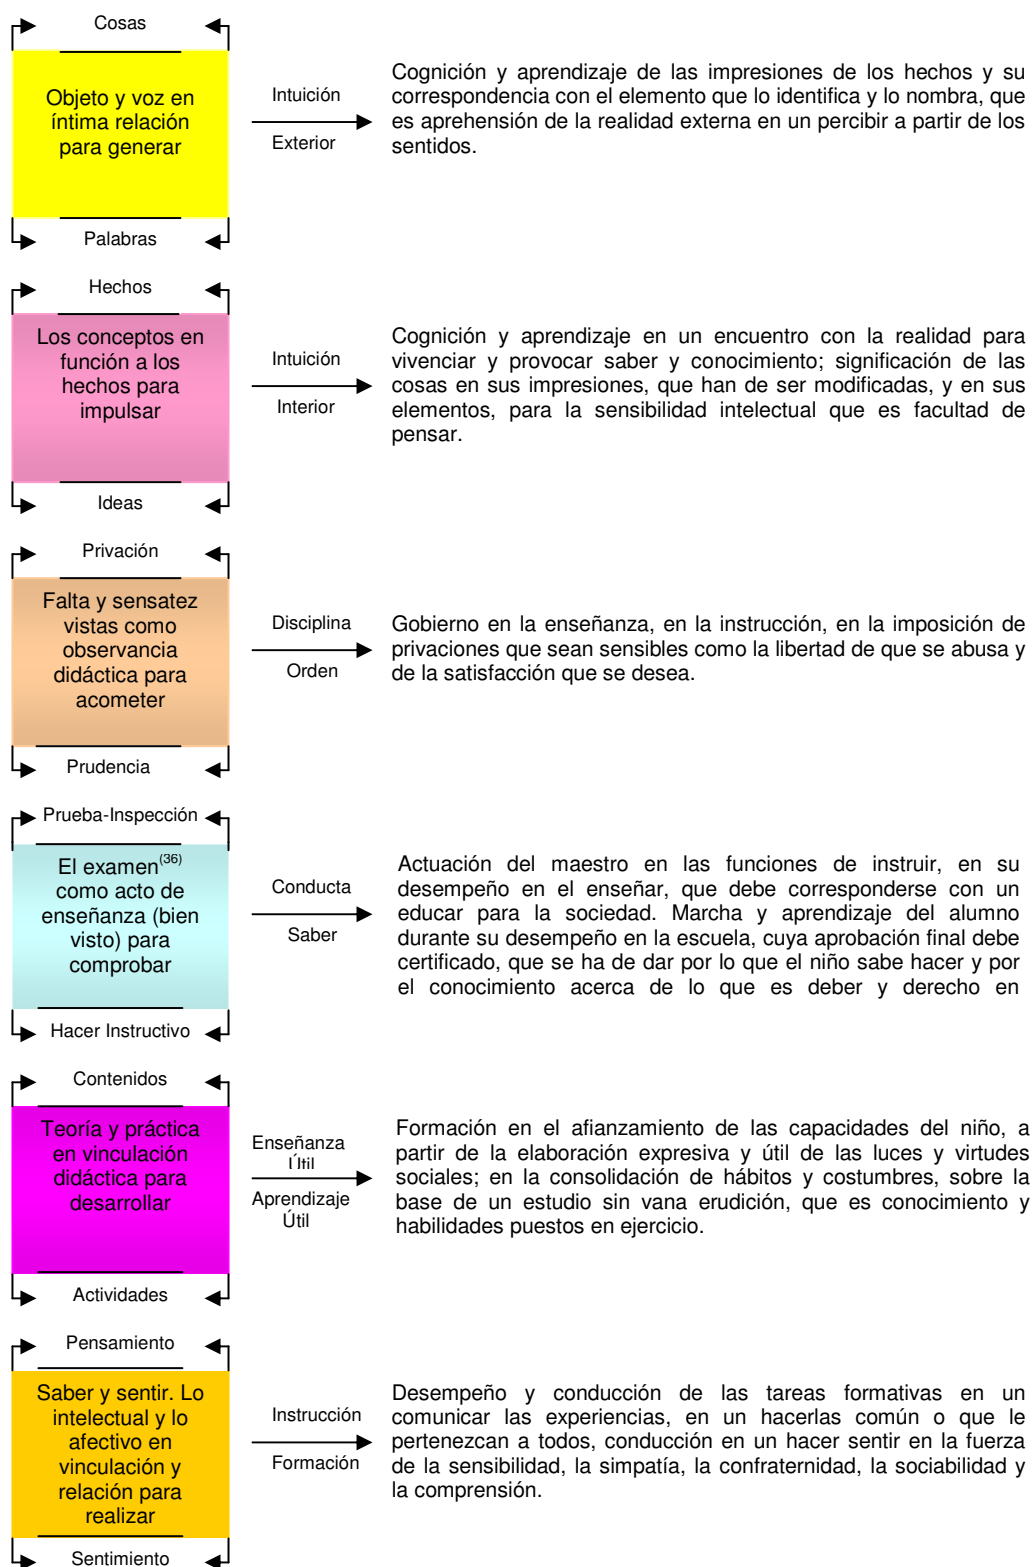 Cosas
Objeto y voz en
íntima relación
para generar
Palabras
Intuición
Exterior
Cognición y aprendizaje de las impresiones de los hechos y su
correspondencia con el elemento que lo identifica y lo nombra, que
es aprehensión de la realidad externa en un percibir a partir de los
sentidos.
Hechos
Los conceptos en
función a los
hechos para
impulsar
Ideas
Intuición
Interior
Cognición y aprendizaje en un encuentro con la realidad para
vivenciar y provocar saber y conocimiento; significación de las
cosas en sus impresiones, que han de ser modificadas, y en sus
elementos, para la sensibilidad intelectual que es facultad de
pensar.
Privación
Falta y sensatez
vistas como
observancia
didáctica para
acometer
Prudencia
Disciplina
Orden
Gobierno en la enseñanza, en la instrucción, en la imposición de
privaciones que sean sensibles como la libertad de que se abusa y
de la satisfacción que se desea.
Prueba-Inspección
El examen(36)
como acto de
enseñanza (bien
visto) para
comprobar
Hacer Instructivo
Conducta
Saber
Actuación del maestro en las funciones de instruir, en su
desempeño en el enseñar, que debe corresponderse con un
educar para la sociedad. Marcha y aprendizaje del alumno
durante su desempeño en la escuela, cuya aprobación final debe
certificado, que se ha de dar por lo que el niño sabe hacer y por
el conocimiento acerca de lo que es deber y derecho en
Contenidos
Teoría y práctica
en vinculación
didáctica para
desarrollar
Actividades
Enseñanza
Útil
Aprendizaje
Útil
Formación en el afianzamiento de las capacidades del niño, a
partir de la elaboración expresiva y útil de las luces y virtudes
sociales; en la consolidación de hábitos y costumbres, sobre la
base de un estudio sin vana erudición, que es conocimiento y
habilidades puestos en ejercicio.
Pensamiento
Saber y sentir. Lo
intelectual y lo
afectivo en
vinculación y
relación para
realizar
Sentimiento
Instrucción
Formación
Desempeño y conducción de las tareas formativas en un
comunicar las experiencias, en un hacerlas común o que le
pertenezcan a todos, conducción en un hacer sentir en la fuerza
de la sensibilidad, la simpatía, la confraternidad, la sociabilidad y
la comprensión.